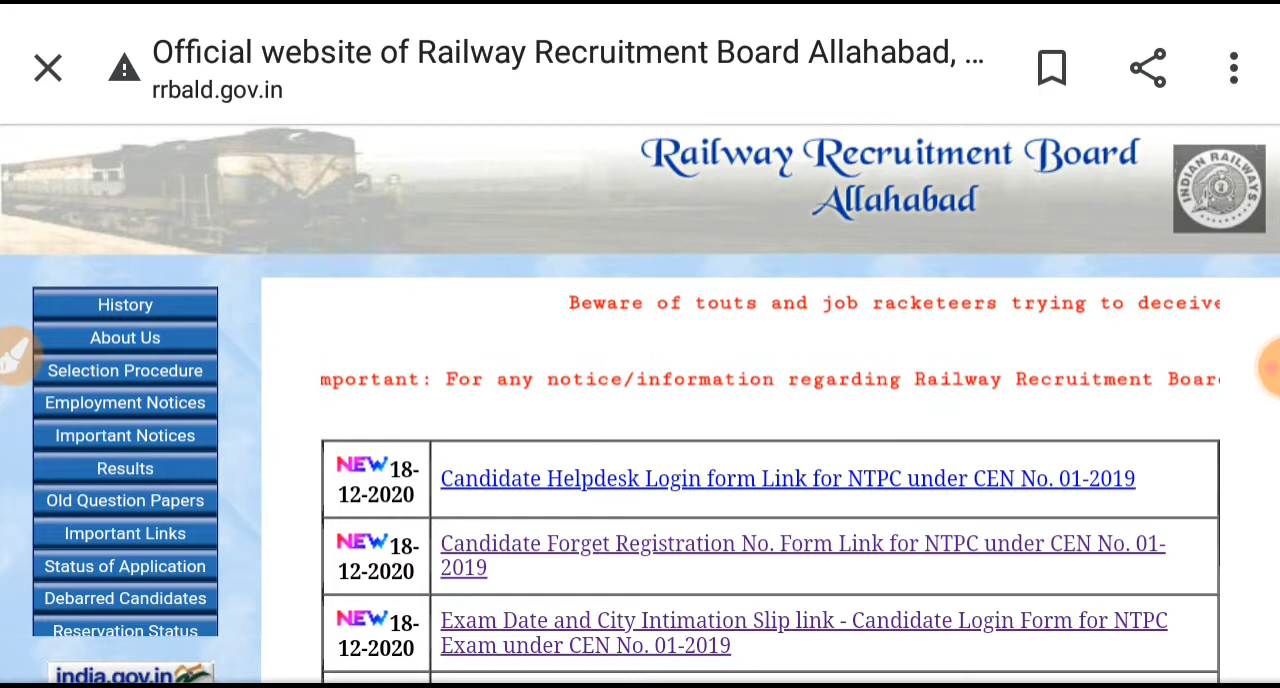 Official website of Railway Recruitment Board Allahabad, ...
rrbald.gov.in
Railway Recruitment Board
Allahabad
INDIAN RAILWAYS
History
About Us
Selection Procedure
Employment Notices
Important Notices
Results
Old Question Papers
Important Links
Status of Application
Debarred Candidates
Reservation Status
india.gov.in
Beware of touts and job racketeers trying to deceive
mportant: For any notice/information regarding Railway Recruitment Boar
NEW 18-
12-2020
Candidate Helpdesk Login form Link for NTPC under CEN No. 01-2019
NEW 18-
12-2020
Candidate Forget Registration No. Form Link for NTPC under CEN No. 01-
2019
NEW 18-
12-2020
Exam Date and City Intimation Slip link - Candidate Login Form for NTPC
Exam under CEN No. 01-2019